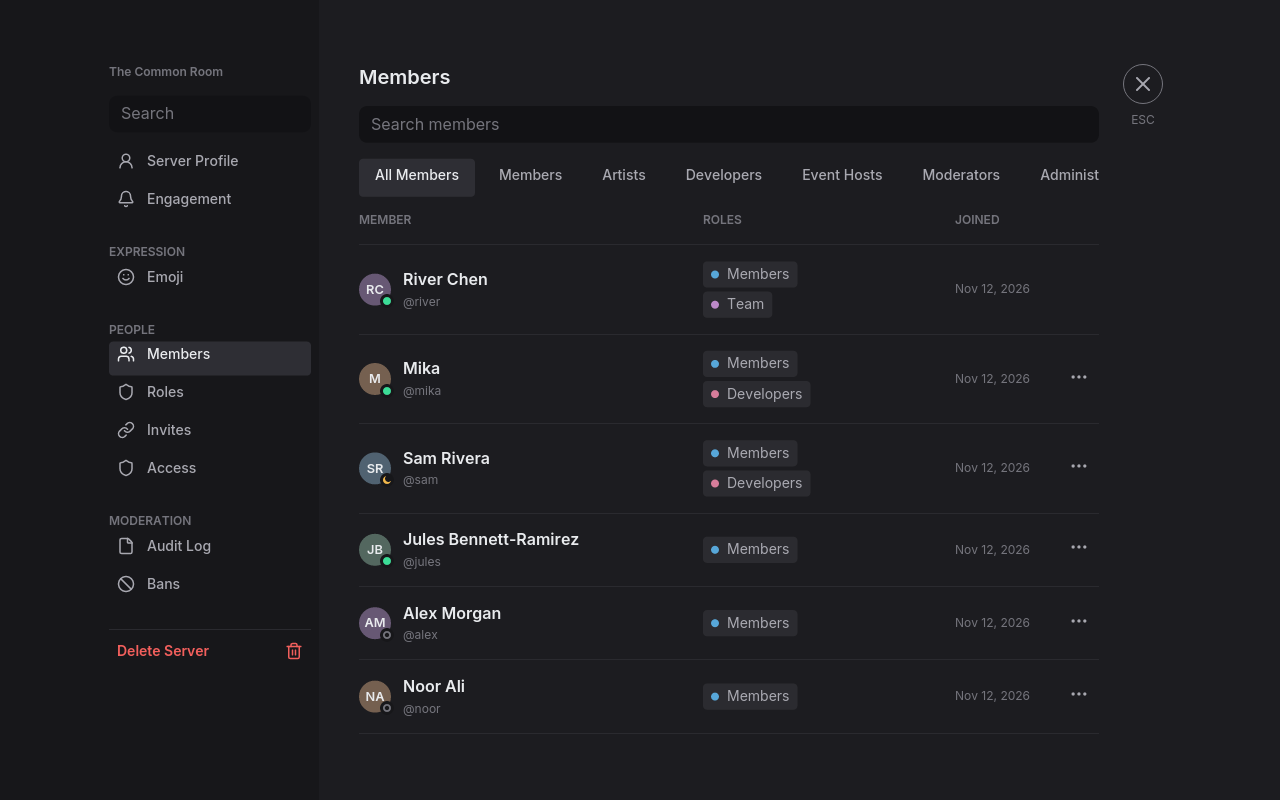 The Common Room
Search
Server Profile
Engagement
EXPRESSION
Emoji
PEOPLE
Members
Roles
Invites
Access
MODERATION
Audit Log
Bans
Delete Server
Members
ESC
Search members
All Members Members Artists Developers Event Hosts Moderators Administ
MEMBER ROLES JOINED
RC River Chen @river Members Team Nov 12, 2026
M Mika @mika Members Developers Nov 12, 2026
SR Sam Rivera @sam Members Developers Nov 12, 2026
JB Jules Bennett-Ramirez @jules Members Nov 12, 2026
AM Alex Morgan @alex Members Nov 12, 2026
NA Noor Ali @noor Members Nov 12, 2026